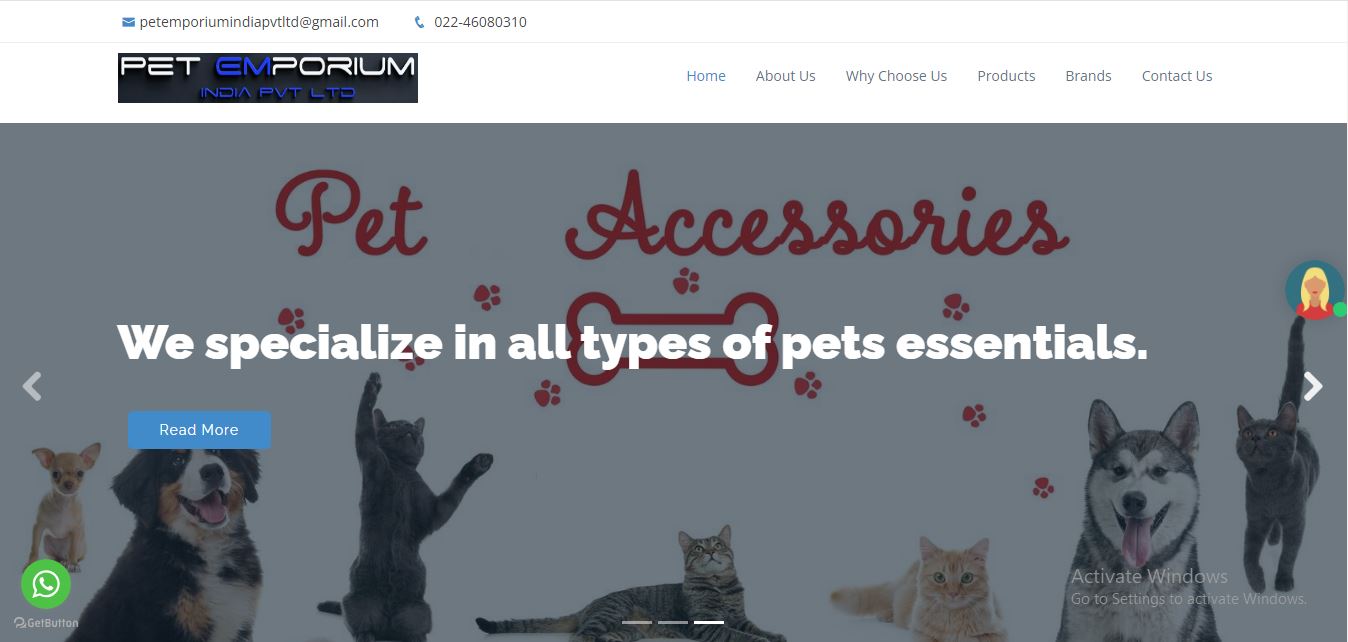 petemporiumindiapvtltd@gmail.com 022-46080310
PET EMPORIUM
INDIA PVT LTD
Home About Us Why Choose Us Products Brands Contact Us
Pet Accessories
We specialize in all types of pets essentials.
Read More
Activate Windows
Go to Settings to activate Windows.
GetButton